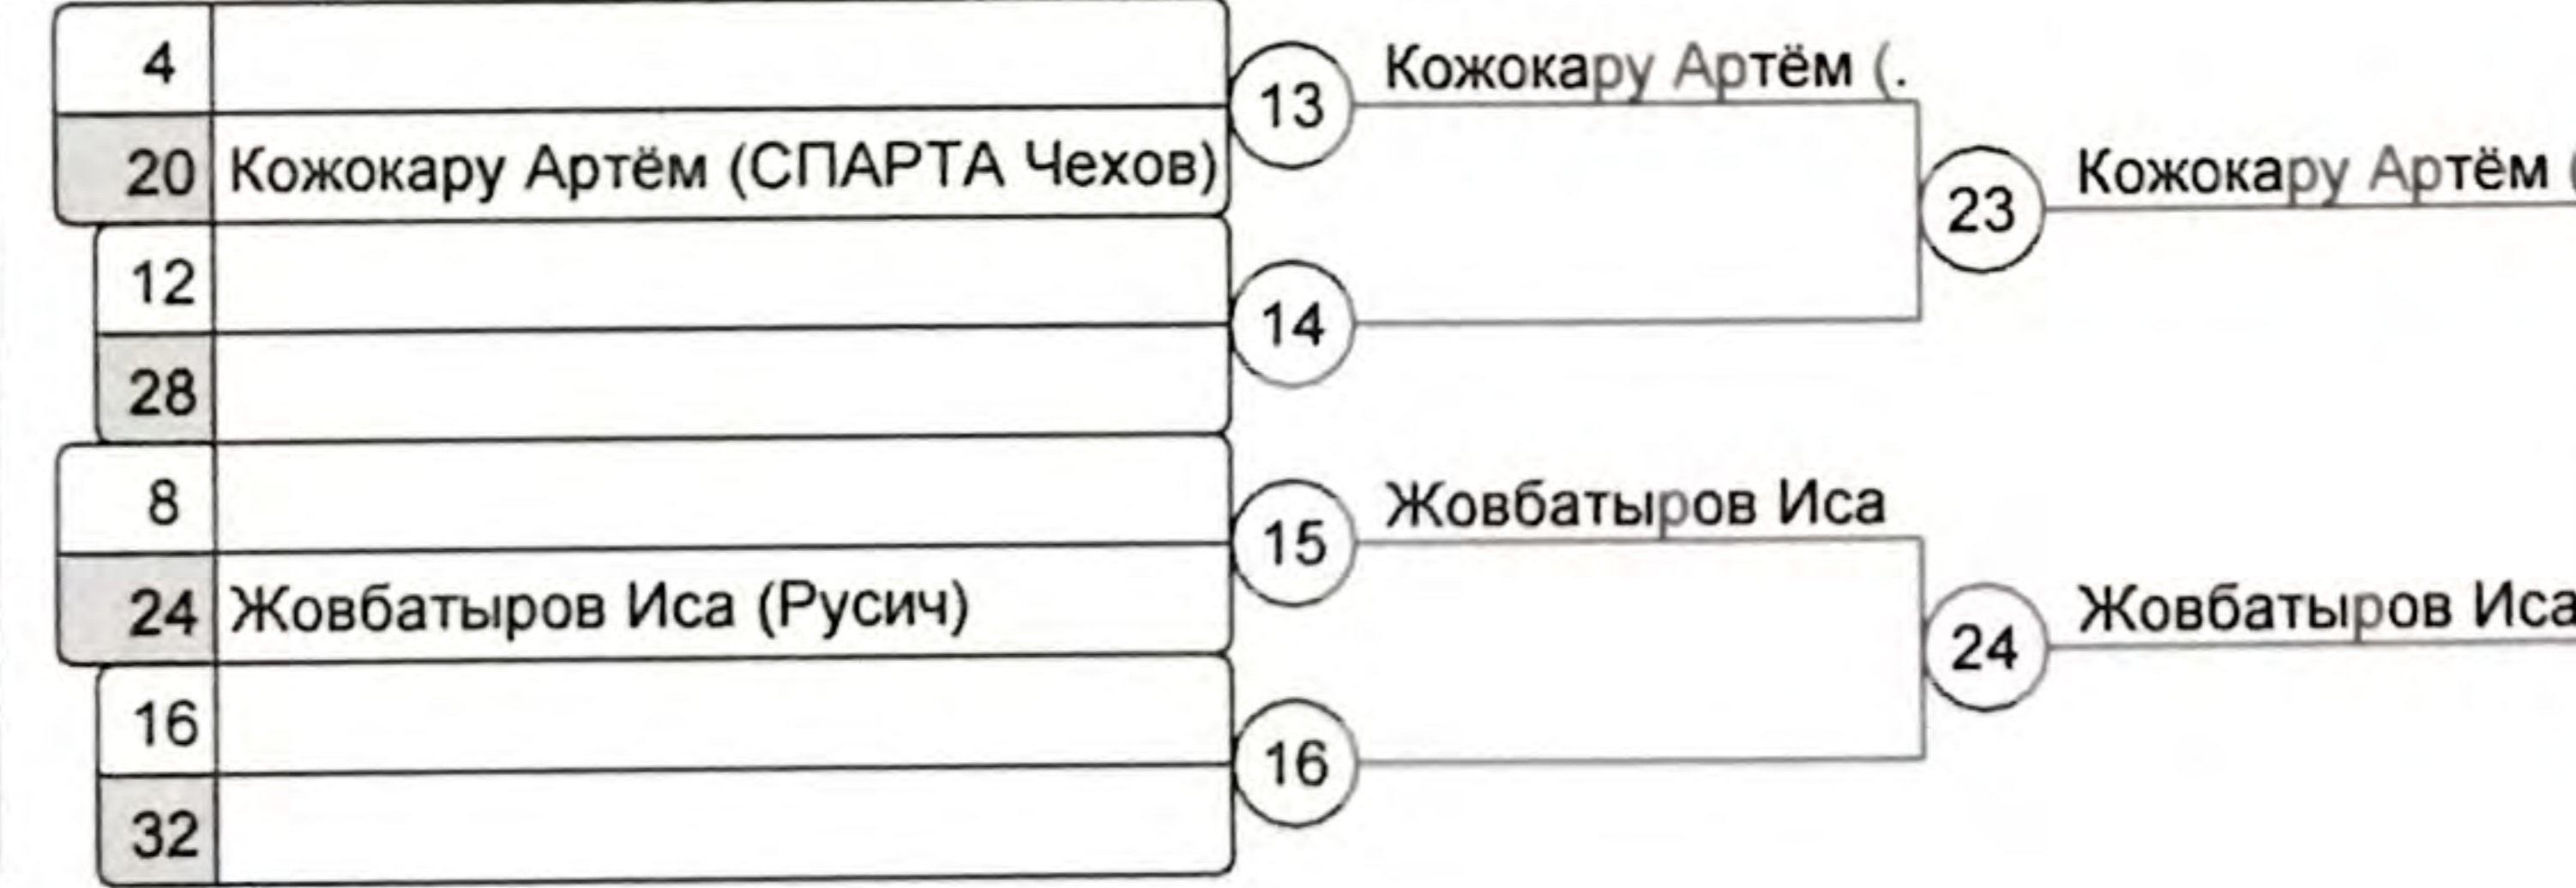 4
13
Кожокару Артём (.
20 Кожокару Артём (СПАРТА Чехов)
23
Кожокару Артём (
12
14
28
8
15
Жовбатыров Иса
24 Жовбатыров Иса (Русич)
24
Жовбатыров Иса
16
16
32